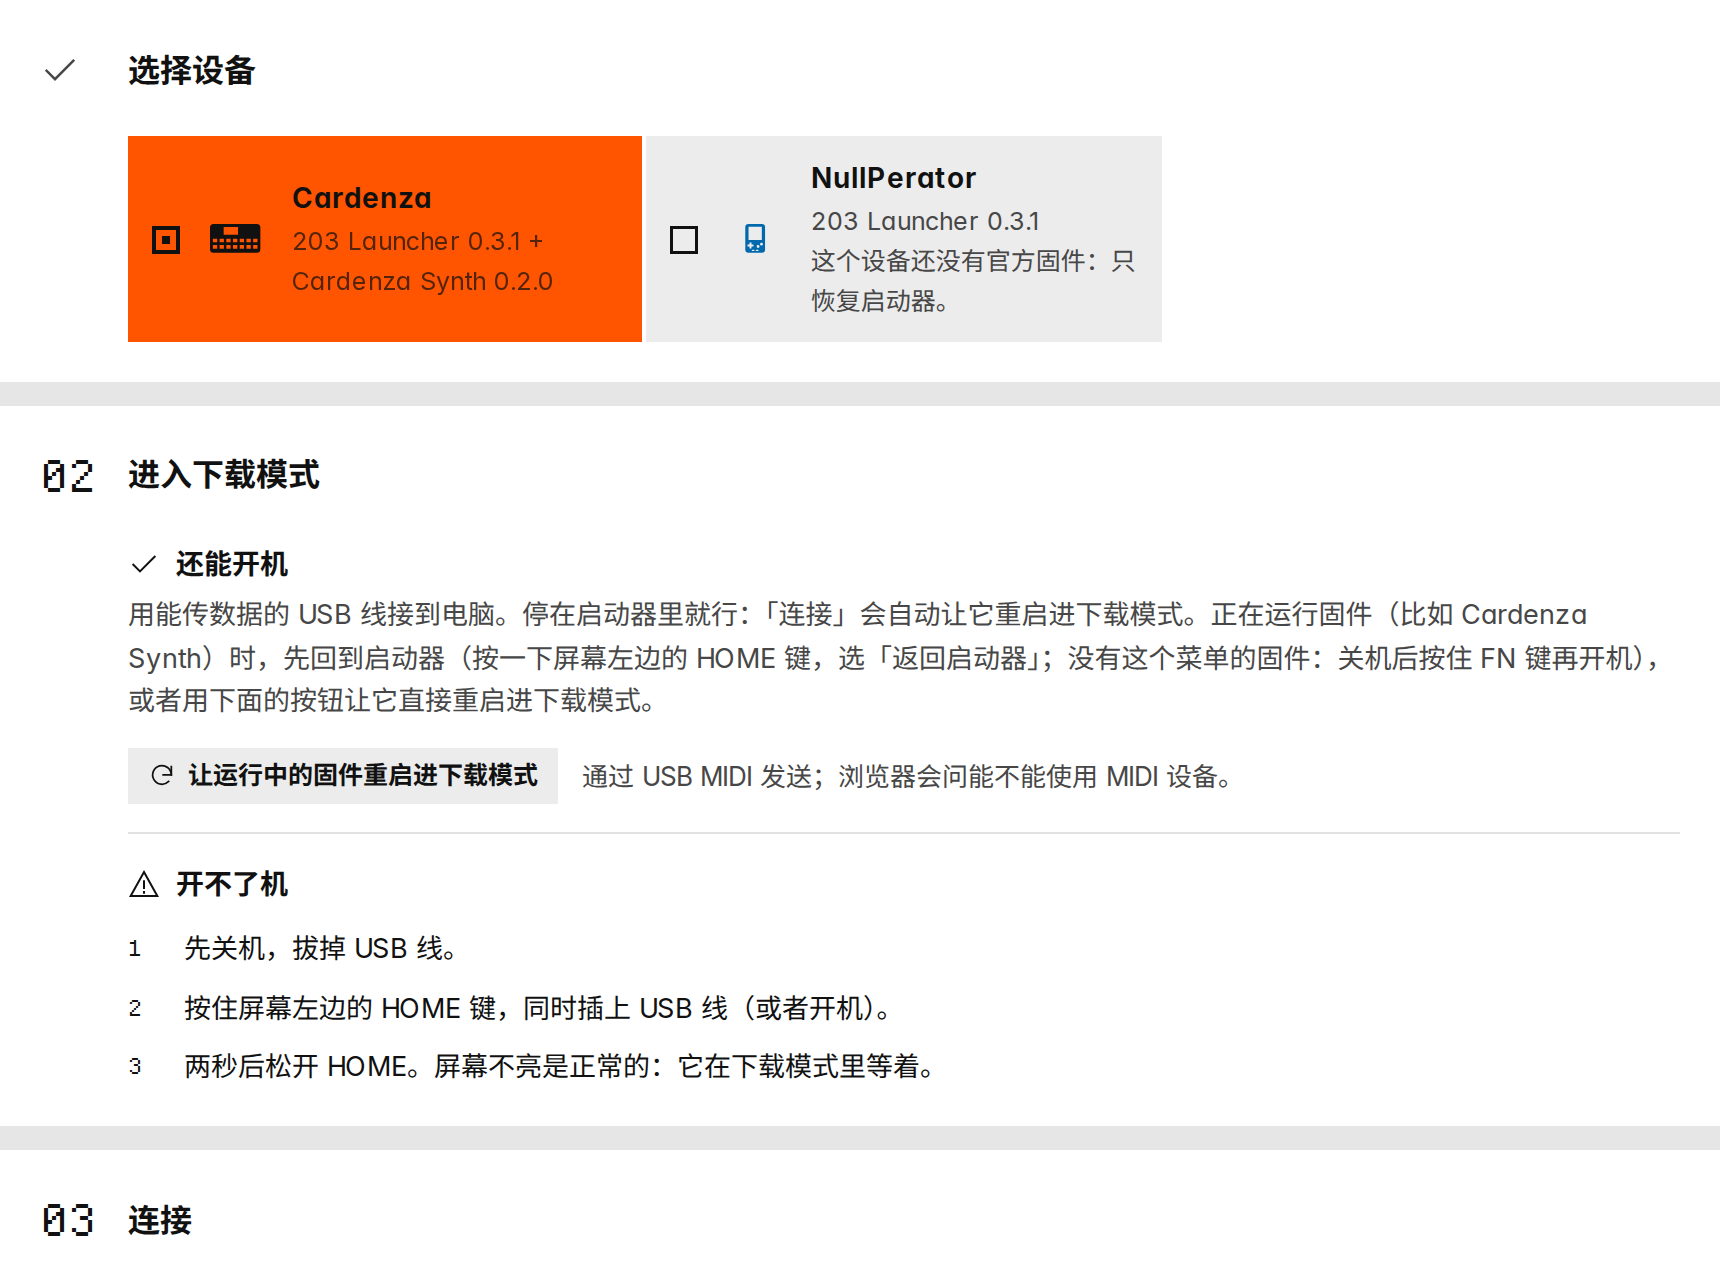 选择设备
Cardenza
203 Launcher 0.3.1 +
Cardenza Synth 0.2.0
NullPerator
203 Launcher 0.3.1
这个设备还没有官方固件：只
恢复启动器。
02 进入下载模式
还能开机
用能传数据的 USB 线接到电脑。停在启动器里就行：「连接」会自动让它重启进下载模式。正在运行固件（比如 Cardenza
Synth）时，先回到启动器（按一下屏幕左边的 HOME 键，选「返回启动器」；没有这个菜单的固件：关机后按住 FN 键再开机），
或者用下面的按钮让它直接重启进下载模式。
让运行中的固件重启进下载模式 通过 USB MIDI 发送；浏览器会问能不能使用 MIDI 设备。
开不了机
1 先关机，拔掉 USB 线。
2 按住屏幕左边的 HOME 键，同时插上 USB 线（或者开机）。
3 两秒后松开 HOME。屏幕不亮是正常的：它在下载模式里等着。
03 连接